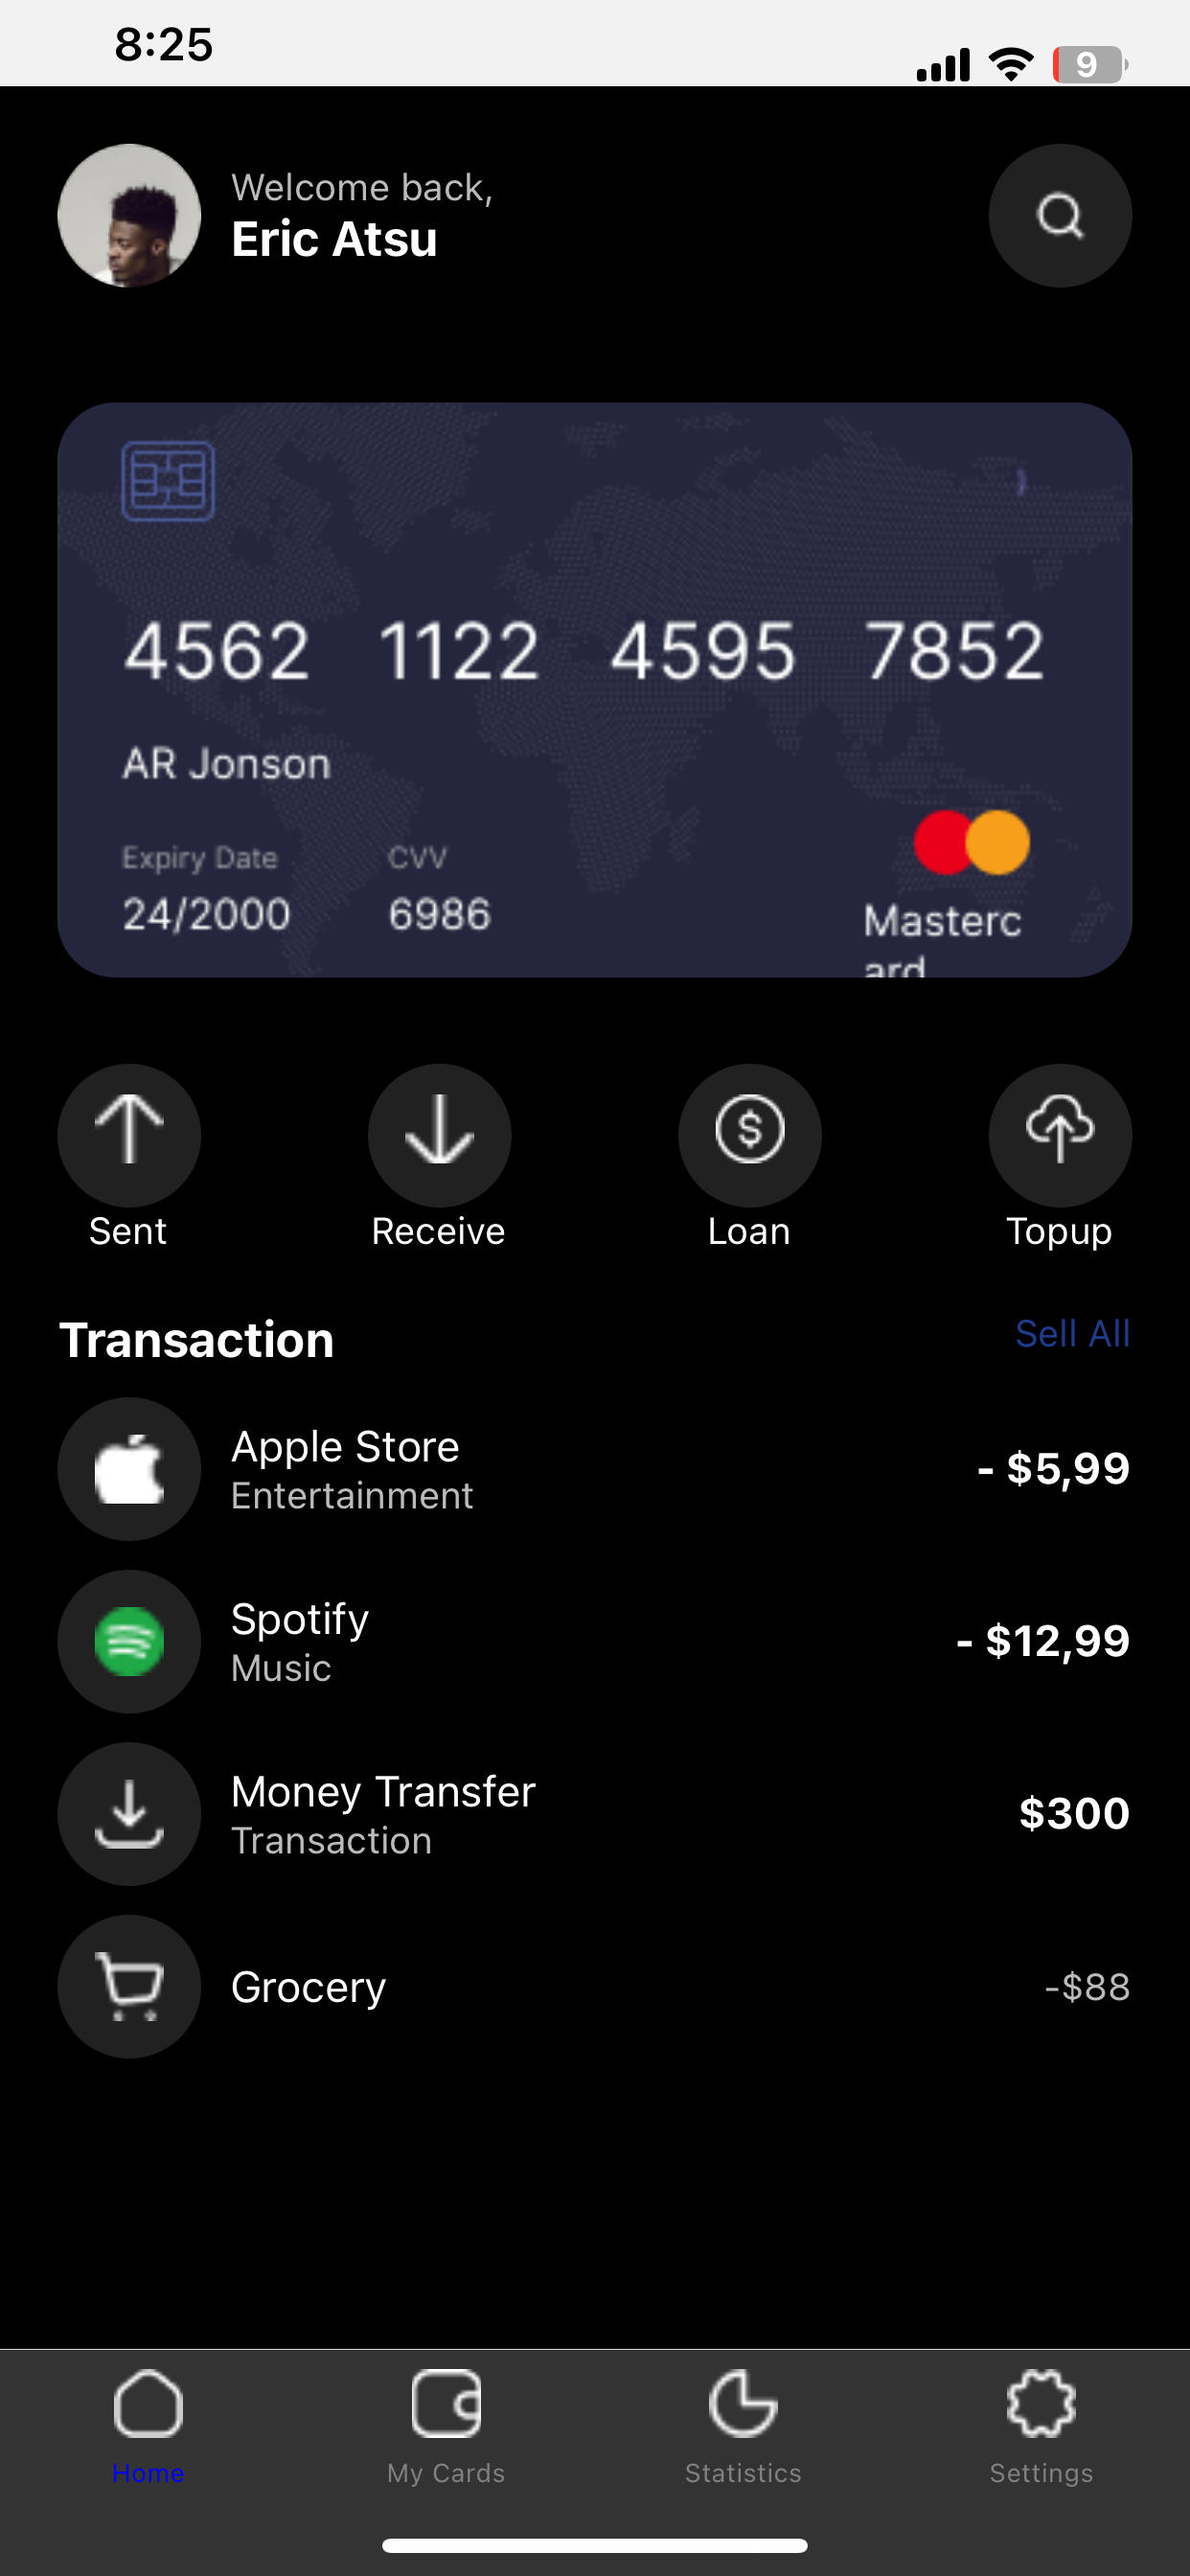 8:25
9
Welcome back,
Eric Atsu
4562 1122 4595 7852
AR Jonson
Expiry Date CVV
24/2000 6986
Masterc
ard
Sent Receive Loan Topup
Transaction Sell All
Apple Store
Entertainment
- $5,99
Spotify
Music
- $12,99
Money Transfer
Transaction
$300
Grocery -$88
Home My Cards Statistics Settings